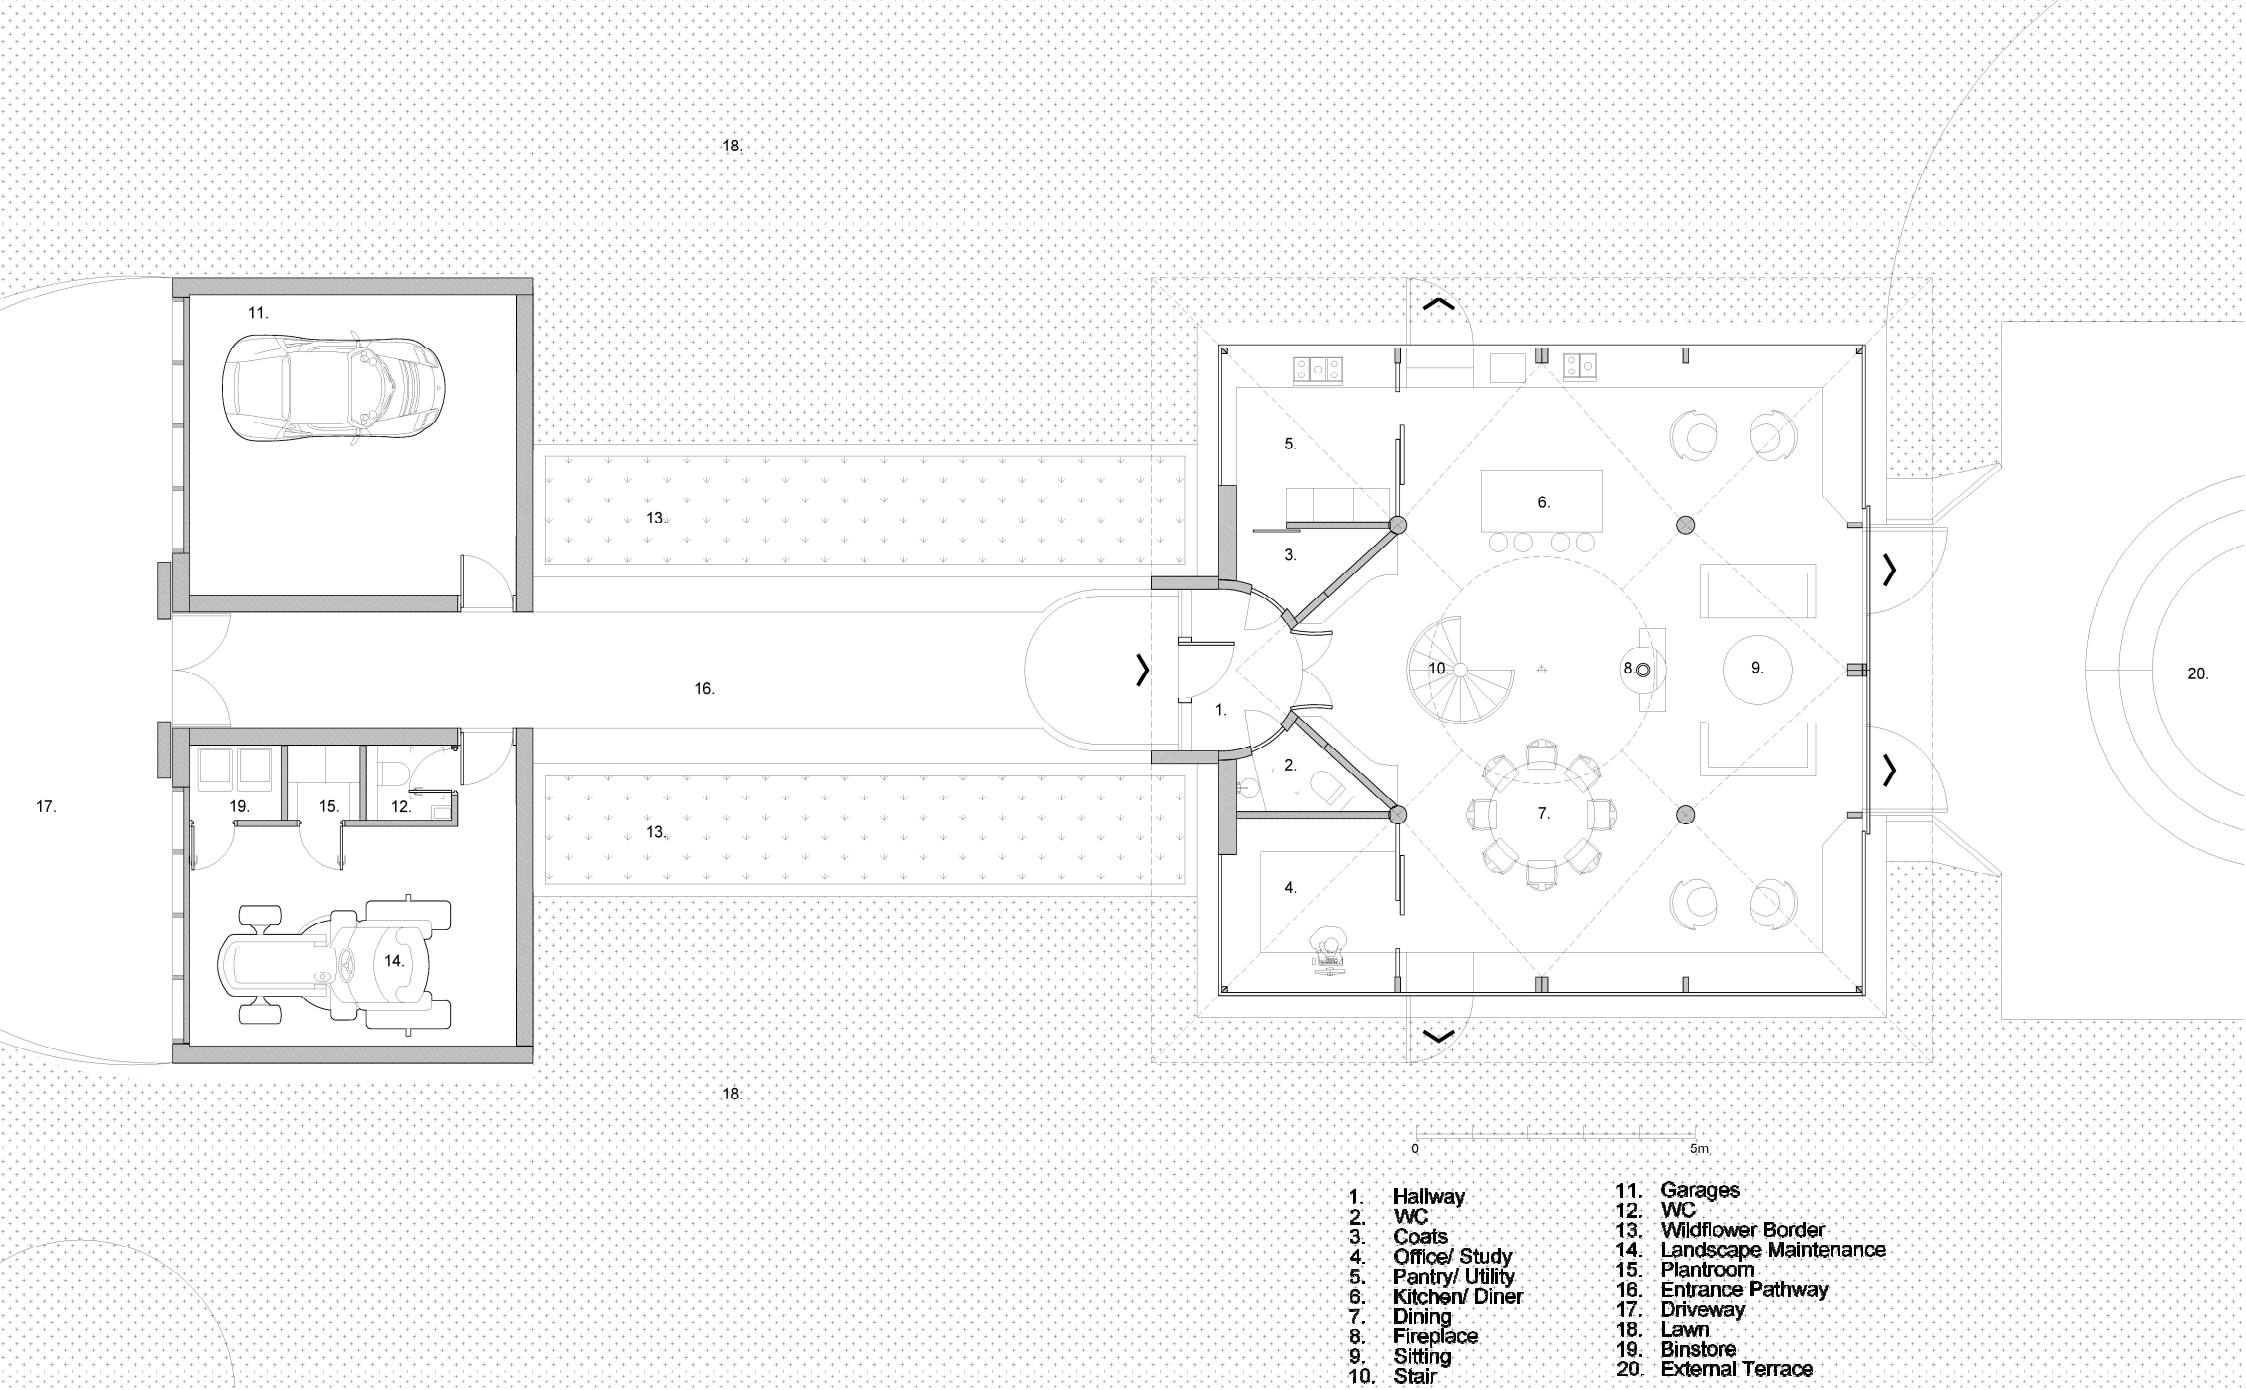 18.
11.
5.
6.
13.
3.
10.
8.
9.
20.
16.
1.
2.
17.
19.
15.
12.
7.
13.
4.
14.
18.
0 5m
1. Hallway
2. WC
3. Coats
4. Office/ Study
5. Pantry/ Utility
6. Kitchen/ Diner
7. Dining
8. Fireplace
9. Sitting
10. Stair
11. Garages
12. WC
13. Wildflower Border
14. Landscape Maintenance
15. Plantroom
16. Entrance Pathway
17. Driveway
18. Lawn
19. Binstore
20. External Terrace